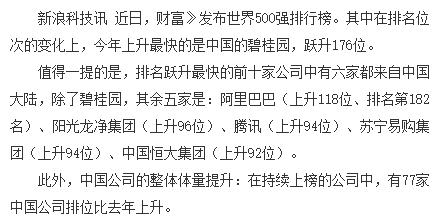 新浪科技讯 近日，财富》发布世界500强排行榜。其中在排名位
次的变化上，今年上升最快的是中国的碧桂园，跃升176位。
值得一提的是，排名跃升最快的前十家公司中有六家都来自中国
大陆，除了碧桂园，其余五家是：阿里巴巴（上升118位、排名第182
名）、阳光龙净集团（上升96位）、腾讯（上升94位）、苏宁易购集
团（上升94位）、中国恒大集团（上升92位）。
此外，中国公司的整体体量提升：在持续上榜的公司中，有77家
中国公司排位比去年上升。